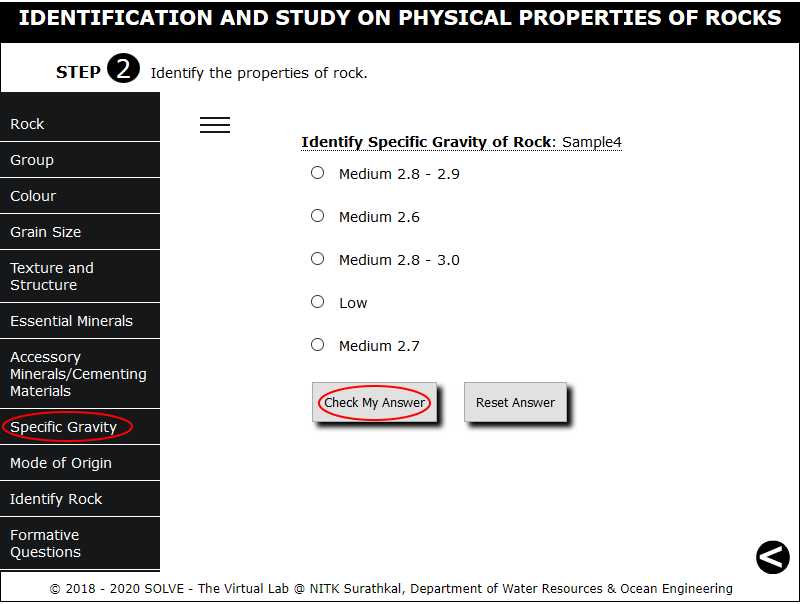 IDENTIFICATION AND STUDY ON PHYSICAL PROPERTIES OF ROCKS
STEP 2 Identify the properties of rock.
Rock
Group
Colour
Grain Size
Texture and
Structure
Essential Minerals
Accessory
Minerals/Cementing
Materials
Specific Gravity
Mode of Origin
Identify Rock
Formative
Questions
Identify Specific Gravity of Rock: Sample4
Medium 2.8 - 2.9
Medium 2.6
Medium 2.8 - 3.0
Low
Medium 2.7
Check My Answer
Reset Answer
<
© 2018 - 2020 SOLVE - The Virtual Lab @ NITK Surathkal, Department of Water Resources & Ocean Engineering